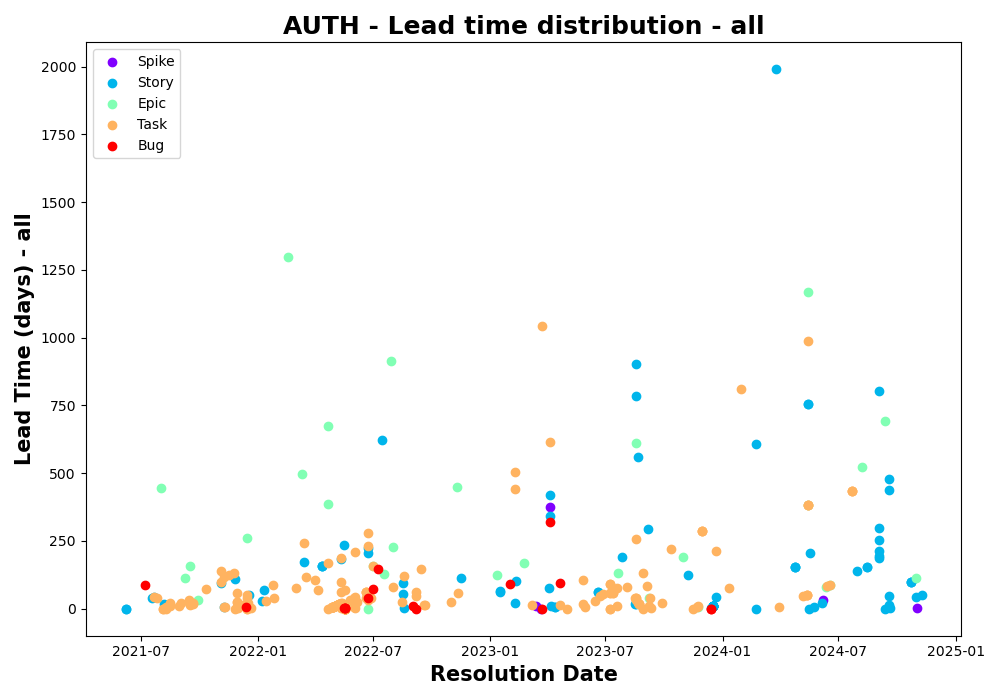 AUTH - Lead time distribution - all
Lead Time (days) - all
2000
1750
1500
1250
1000
750
500
250
0
Spike
Story
Epic
Task
Bug
2021-07
2022-01
2022-07
2023-01
2023-07
2024-01
2024-07
2025-01
Resolution Date